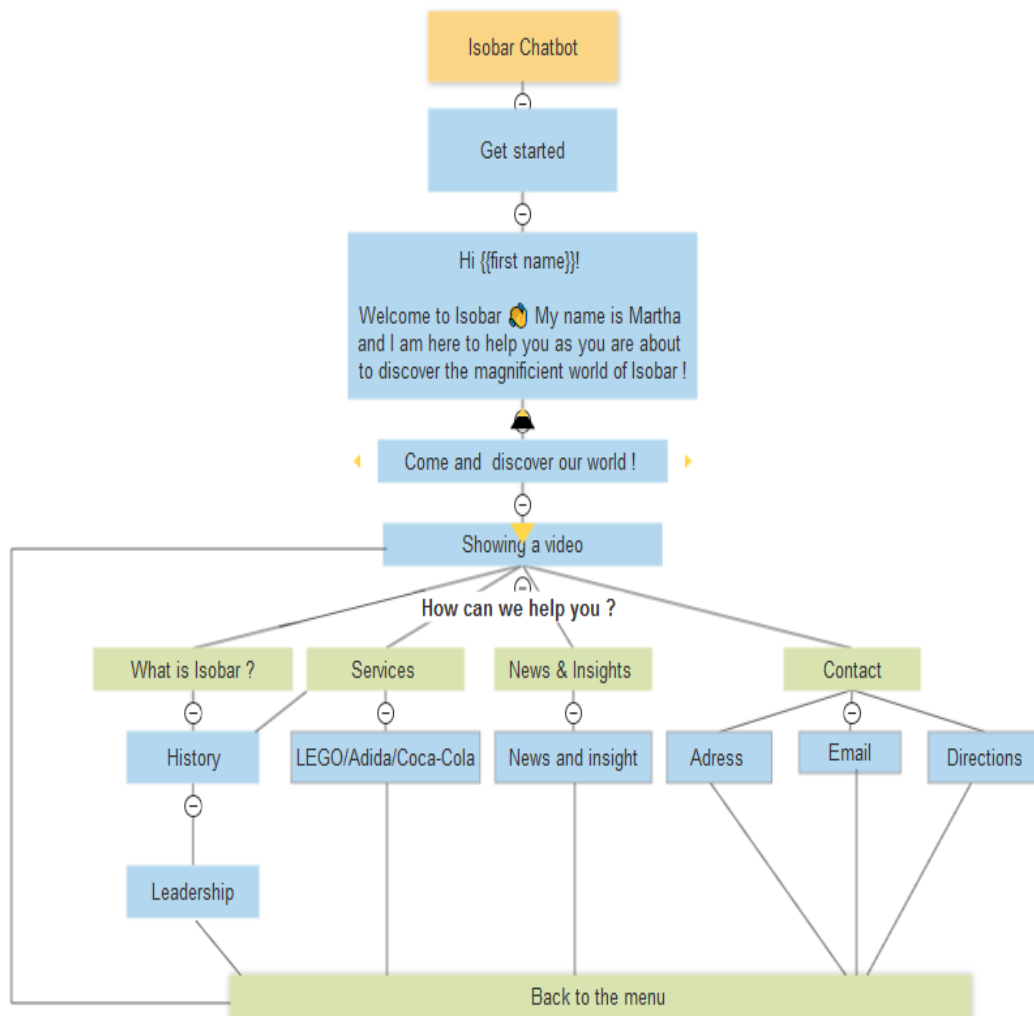 Isobar Chatbot
Get started
Hi {{first name}}!
Welcome to Isobar 👏 My name is Martha
and I am here to help you as you are about
to discover the magnificient world of Isobar !
Come and discover our world !
Showing a video
How can we help you ?
What is Isobar ?
Services
News & Insights
Contact
History
LEGO/Adida/Coca-Cola
News and insight
Adress
Email
Directions
Leadership
Back to the menu